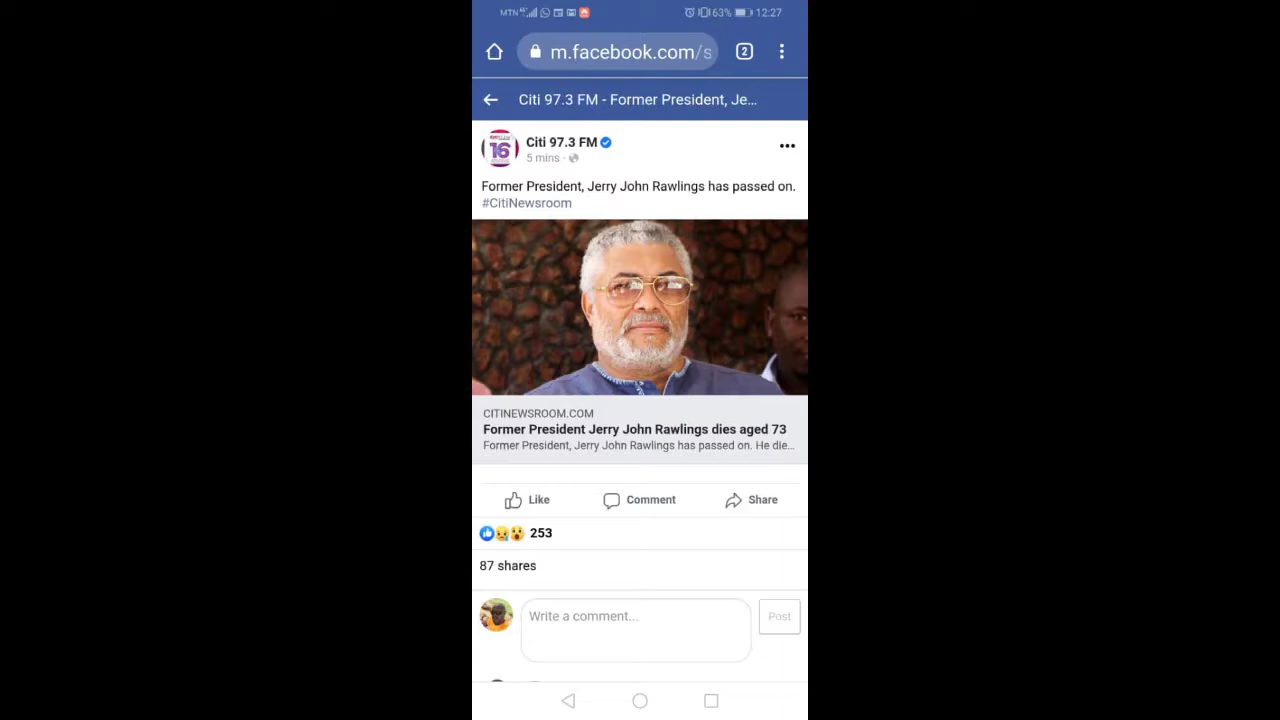 MTN 63% 12:27
m.facebook.com/s 2
Citi 97.3 FM - Former President, Je...
16
Citi 97.3 FM
5 mins ·
Former President, Jerry John Rawlings has passed on.
#CitiNewsroom
CITINEWSROOM.COM
Former President Jerry John Rawlings dies aged 73
Former President, Jerry John Rawlings has passed on. He die...
Like Comment Share
253
87 shares
Write a comment... Post